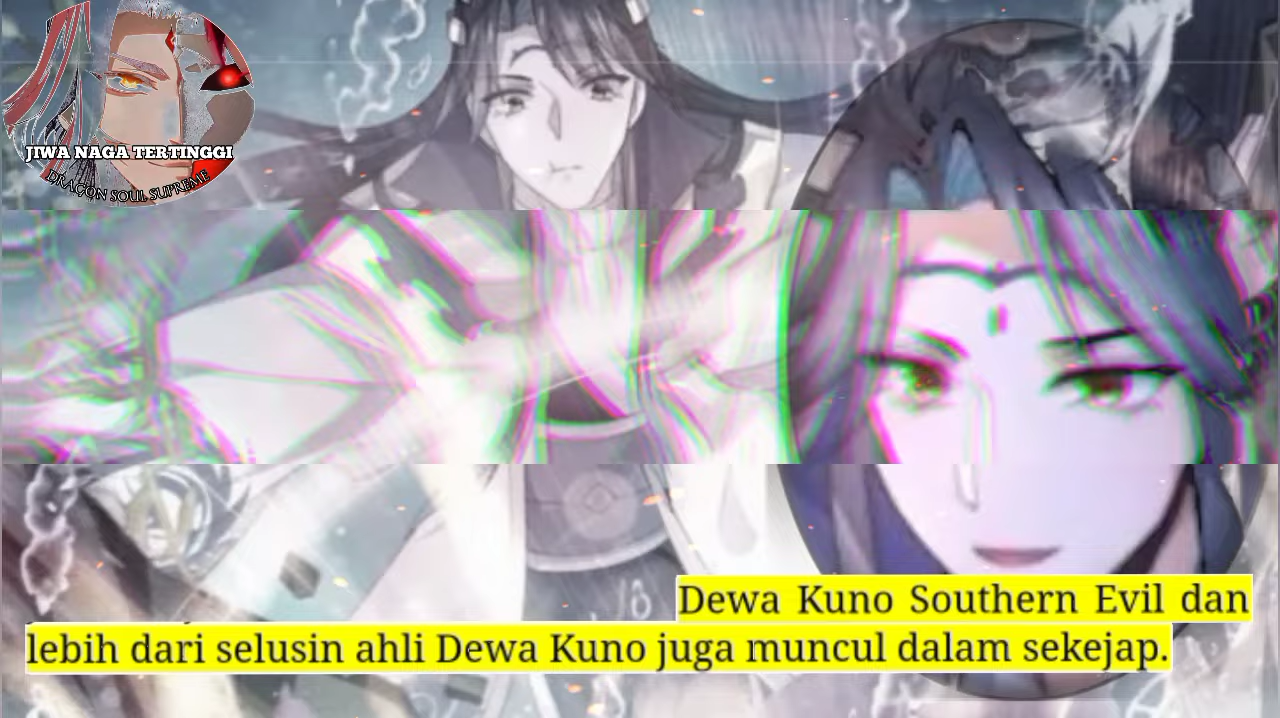 JIWA NAGA TERTINGGI
DRAGON SOUL SUPREME
Dewa Kuno Southern Evil dan
lebih dari selusin ahli Dewa Kuno juga muncul dalam sekejap.